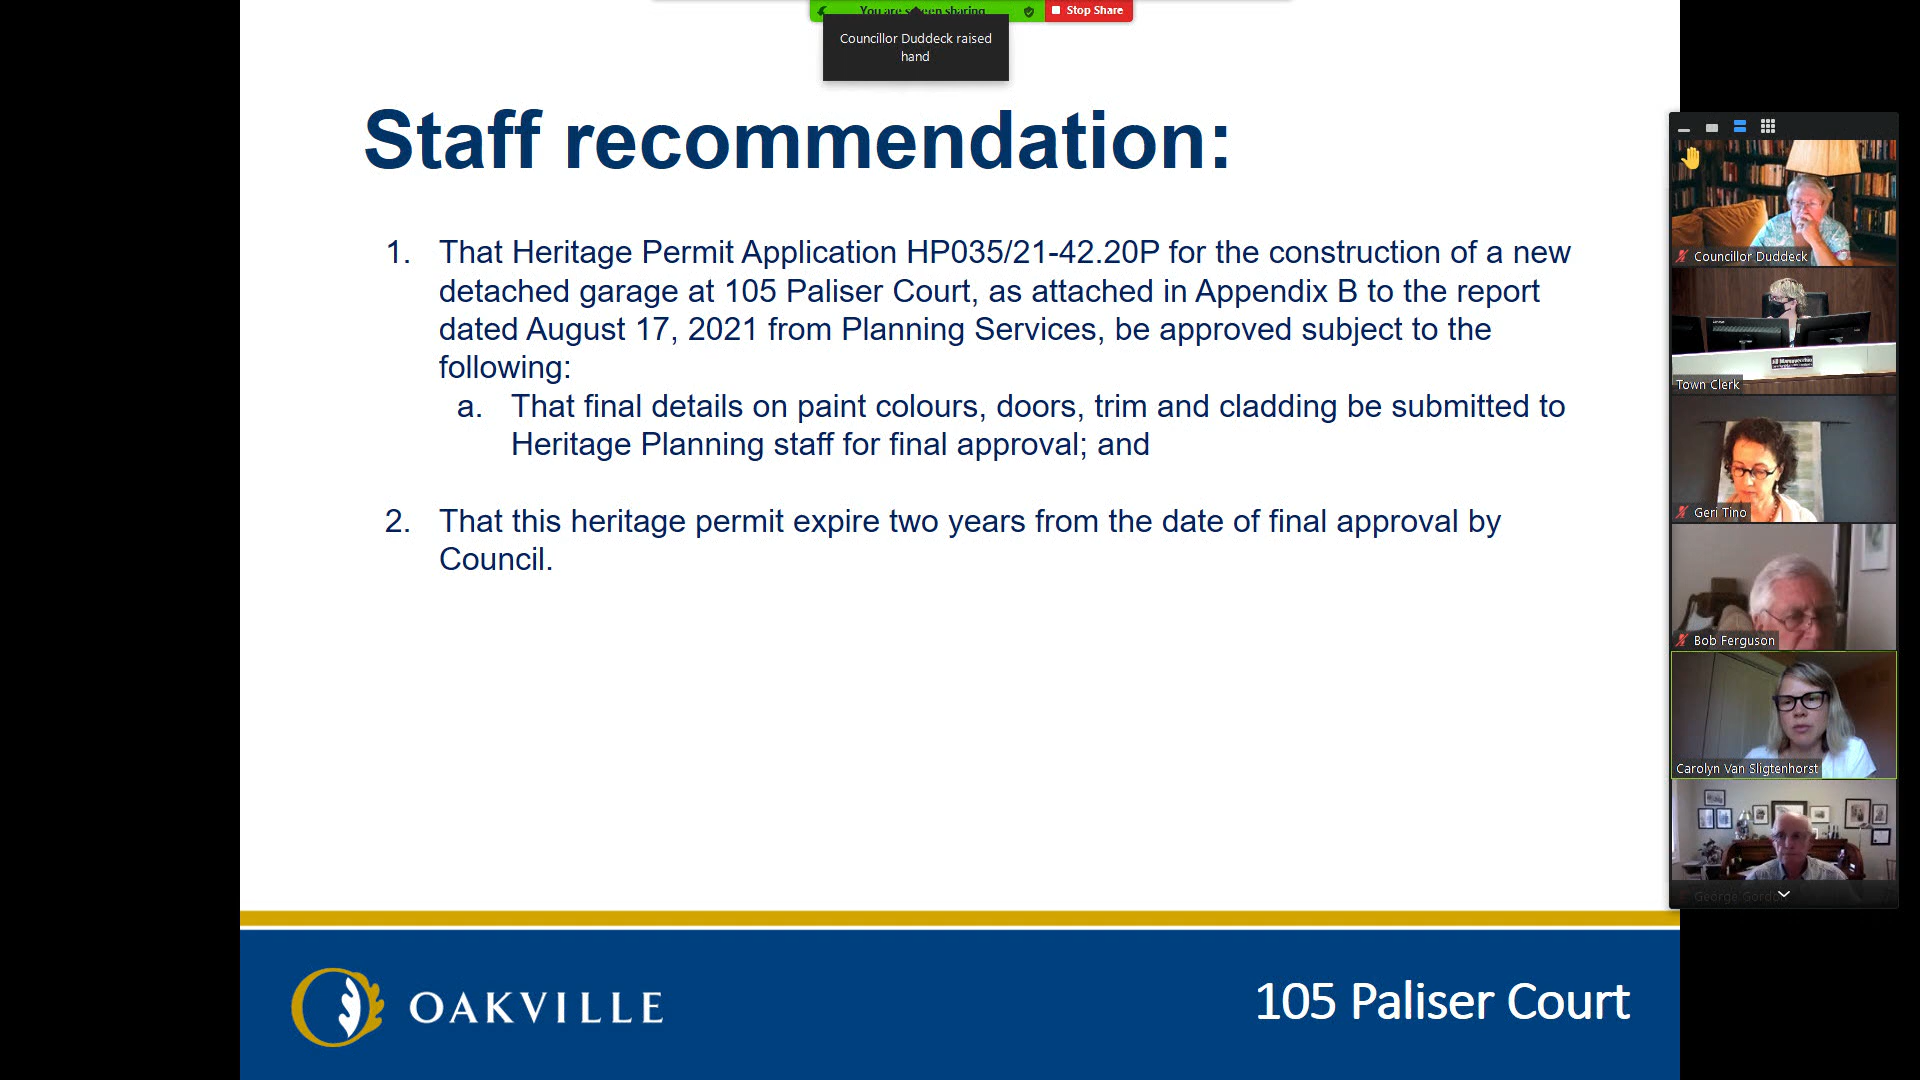 You are screen sharing
Stop Share
Councillor Duddeck raised
hand
Staff recommendation:
1. That Heritage Permit Application HP035/21-42.20P for the construction of a new
detached garage at 105 Paliser Court, as attached in Appendix B to the report
dated August 17, 2021 from Planning Services, be approved subject to the
following:
a. That final details on paint colours, doors, trim and cladding be submitted to
Heritage Planning staff for final approval; and
2. That this heritage permit expire two years from the date of final approval by
Council.
OAKVILLE
105 Paliser Court
Councillor Duddeck
Town Clerk
Geri Tino
Bob Ferguson
Carolyn Van Sligtenhorst
George Gordon